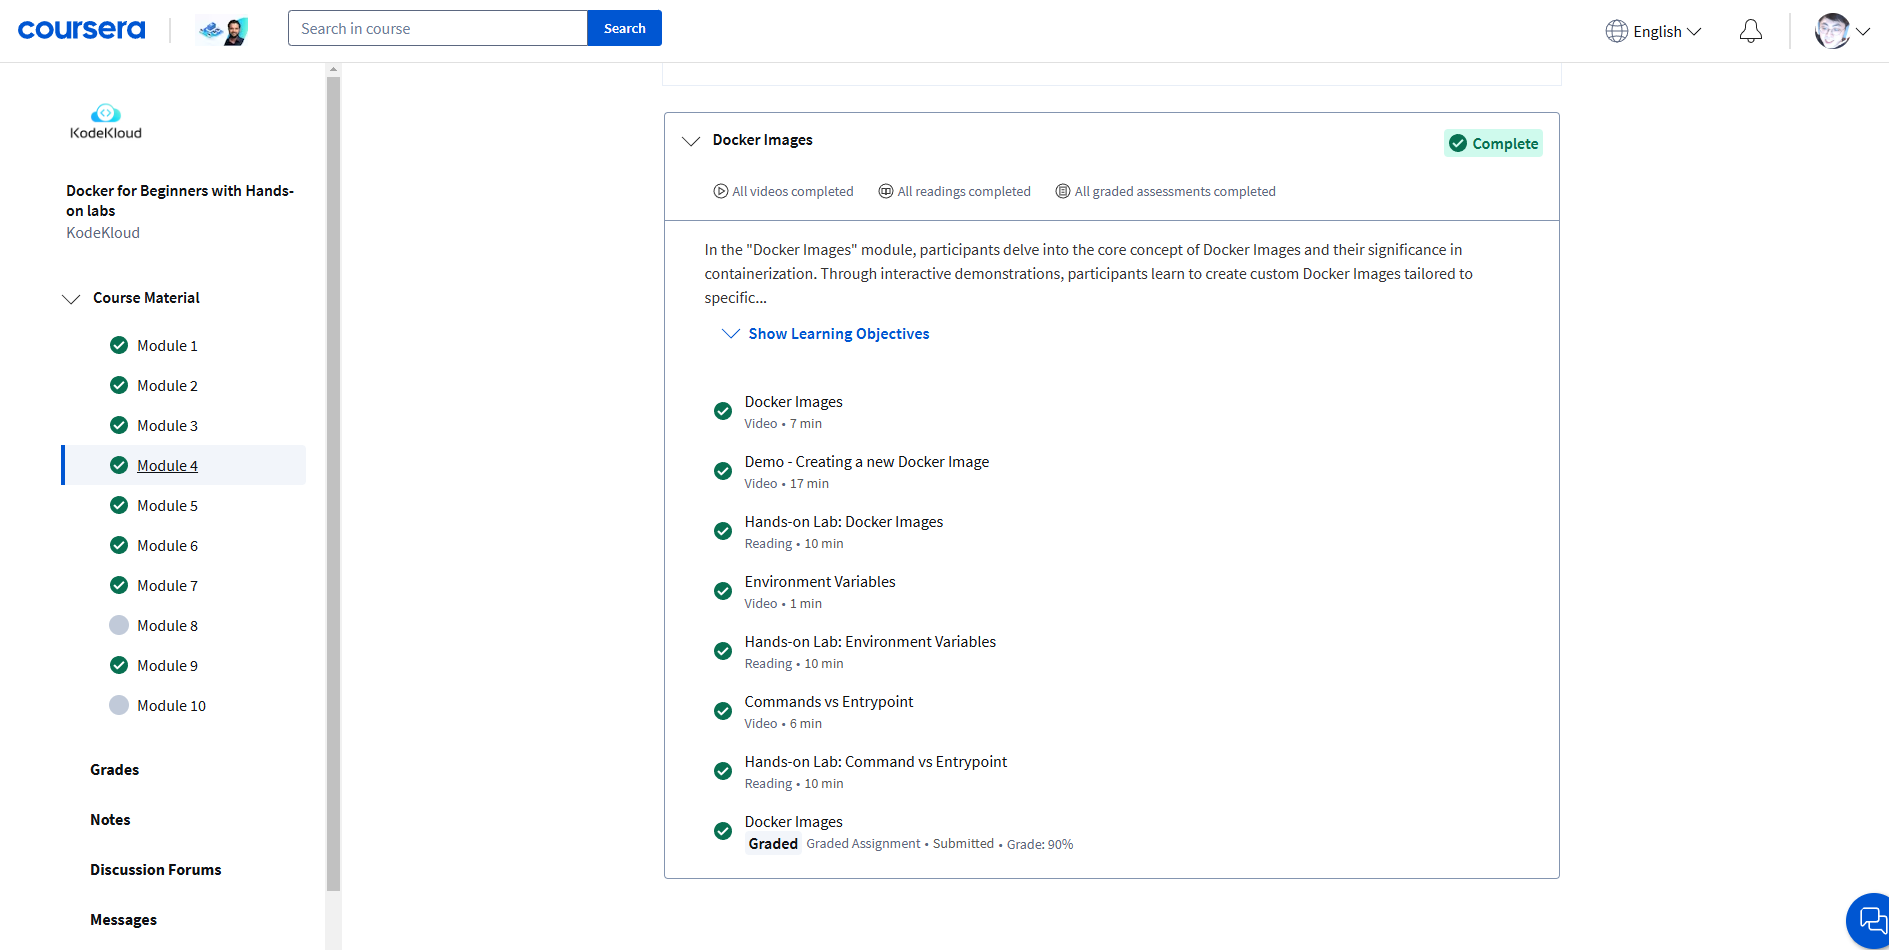 coursera
Search in course
Search
English
KodeKloud
Docker for Beginners with Hands-
on labs
KodeKloud
Course Material
Module 1
Module 2
Module 3
Module 4
Module 5
Module 6
Module 7
Module 8
Module 9
Module 10
Grades
Notes
Discussion Forums
Messages
Docker Images
Complete
All videos completed
All readings completed
All graded assessments completed
In the "Docker Images" module, participants delve into the core concept of Docker Images and their significance in
containerization. Through interactive demonstrations, participants learn to create custom Docker Images tailored to
specific...
Show Learning Objectives
Docker Images
Video • 7 min
Demo - Creating a new Docker Image
Video • 17 min
Hands-on Lab: Docker Images
Reading • 10 min
Environment Variables
Video • 1 min
Hands-on Lab: Environment Variables
Reading • 10 min
Commands vs Entrypoint
Video • 6 min
Hands-on Lab: Command vs Entrypoint
Reading • 10 min
Docker Images
Graded Graded Assignment • Submitted • Grade: 90%